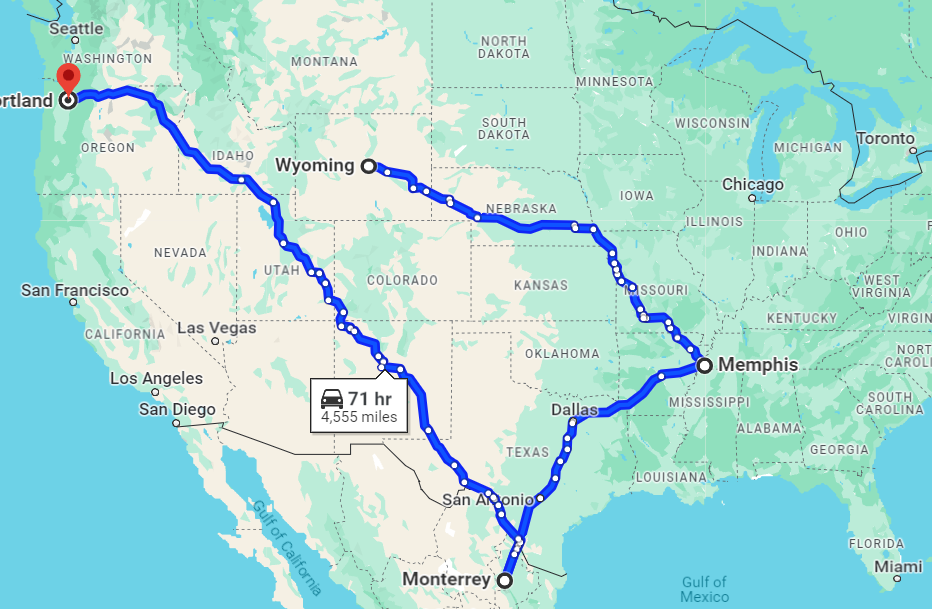 Seattle
WASHINGTON
NORTH
DAKOTA
MONTANA
MINNESOTA
ortland
SOUTH
DAKOTA
WISCONSIN
MICHIGAN
Toronto
OREGON
IDAHO
Wyoming
Chicago
IOWA
NEBRASKA
ILLINOIS
OHIO
INDIANA
NEVADA
UTAH
COLORADO
KANSAS
MISSOURI
WEST
VIRGINIA
San Francisco
KENTUCKY
VIRGIN
CALIFORNIA
Las Vegas
OKLAHOMA
Memphis
NORT
CAROL
Los Angeles
71 hr
4,555 miles
San Diego
Dallas
MISSISSIPPI
SOUTH
CAROLINA
ALABAMA
TEXAS
GEORGIA
LOUISIANA
San Antonio
Gulf of California
FLORIDA
Monterrey
Miami
Gulf of
Mexico